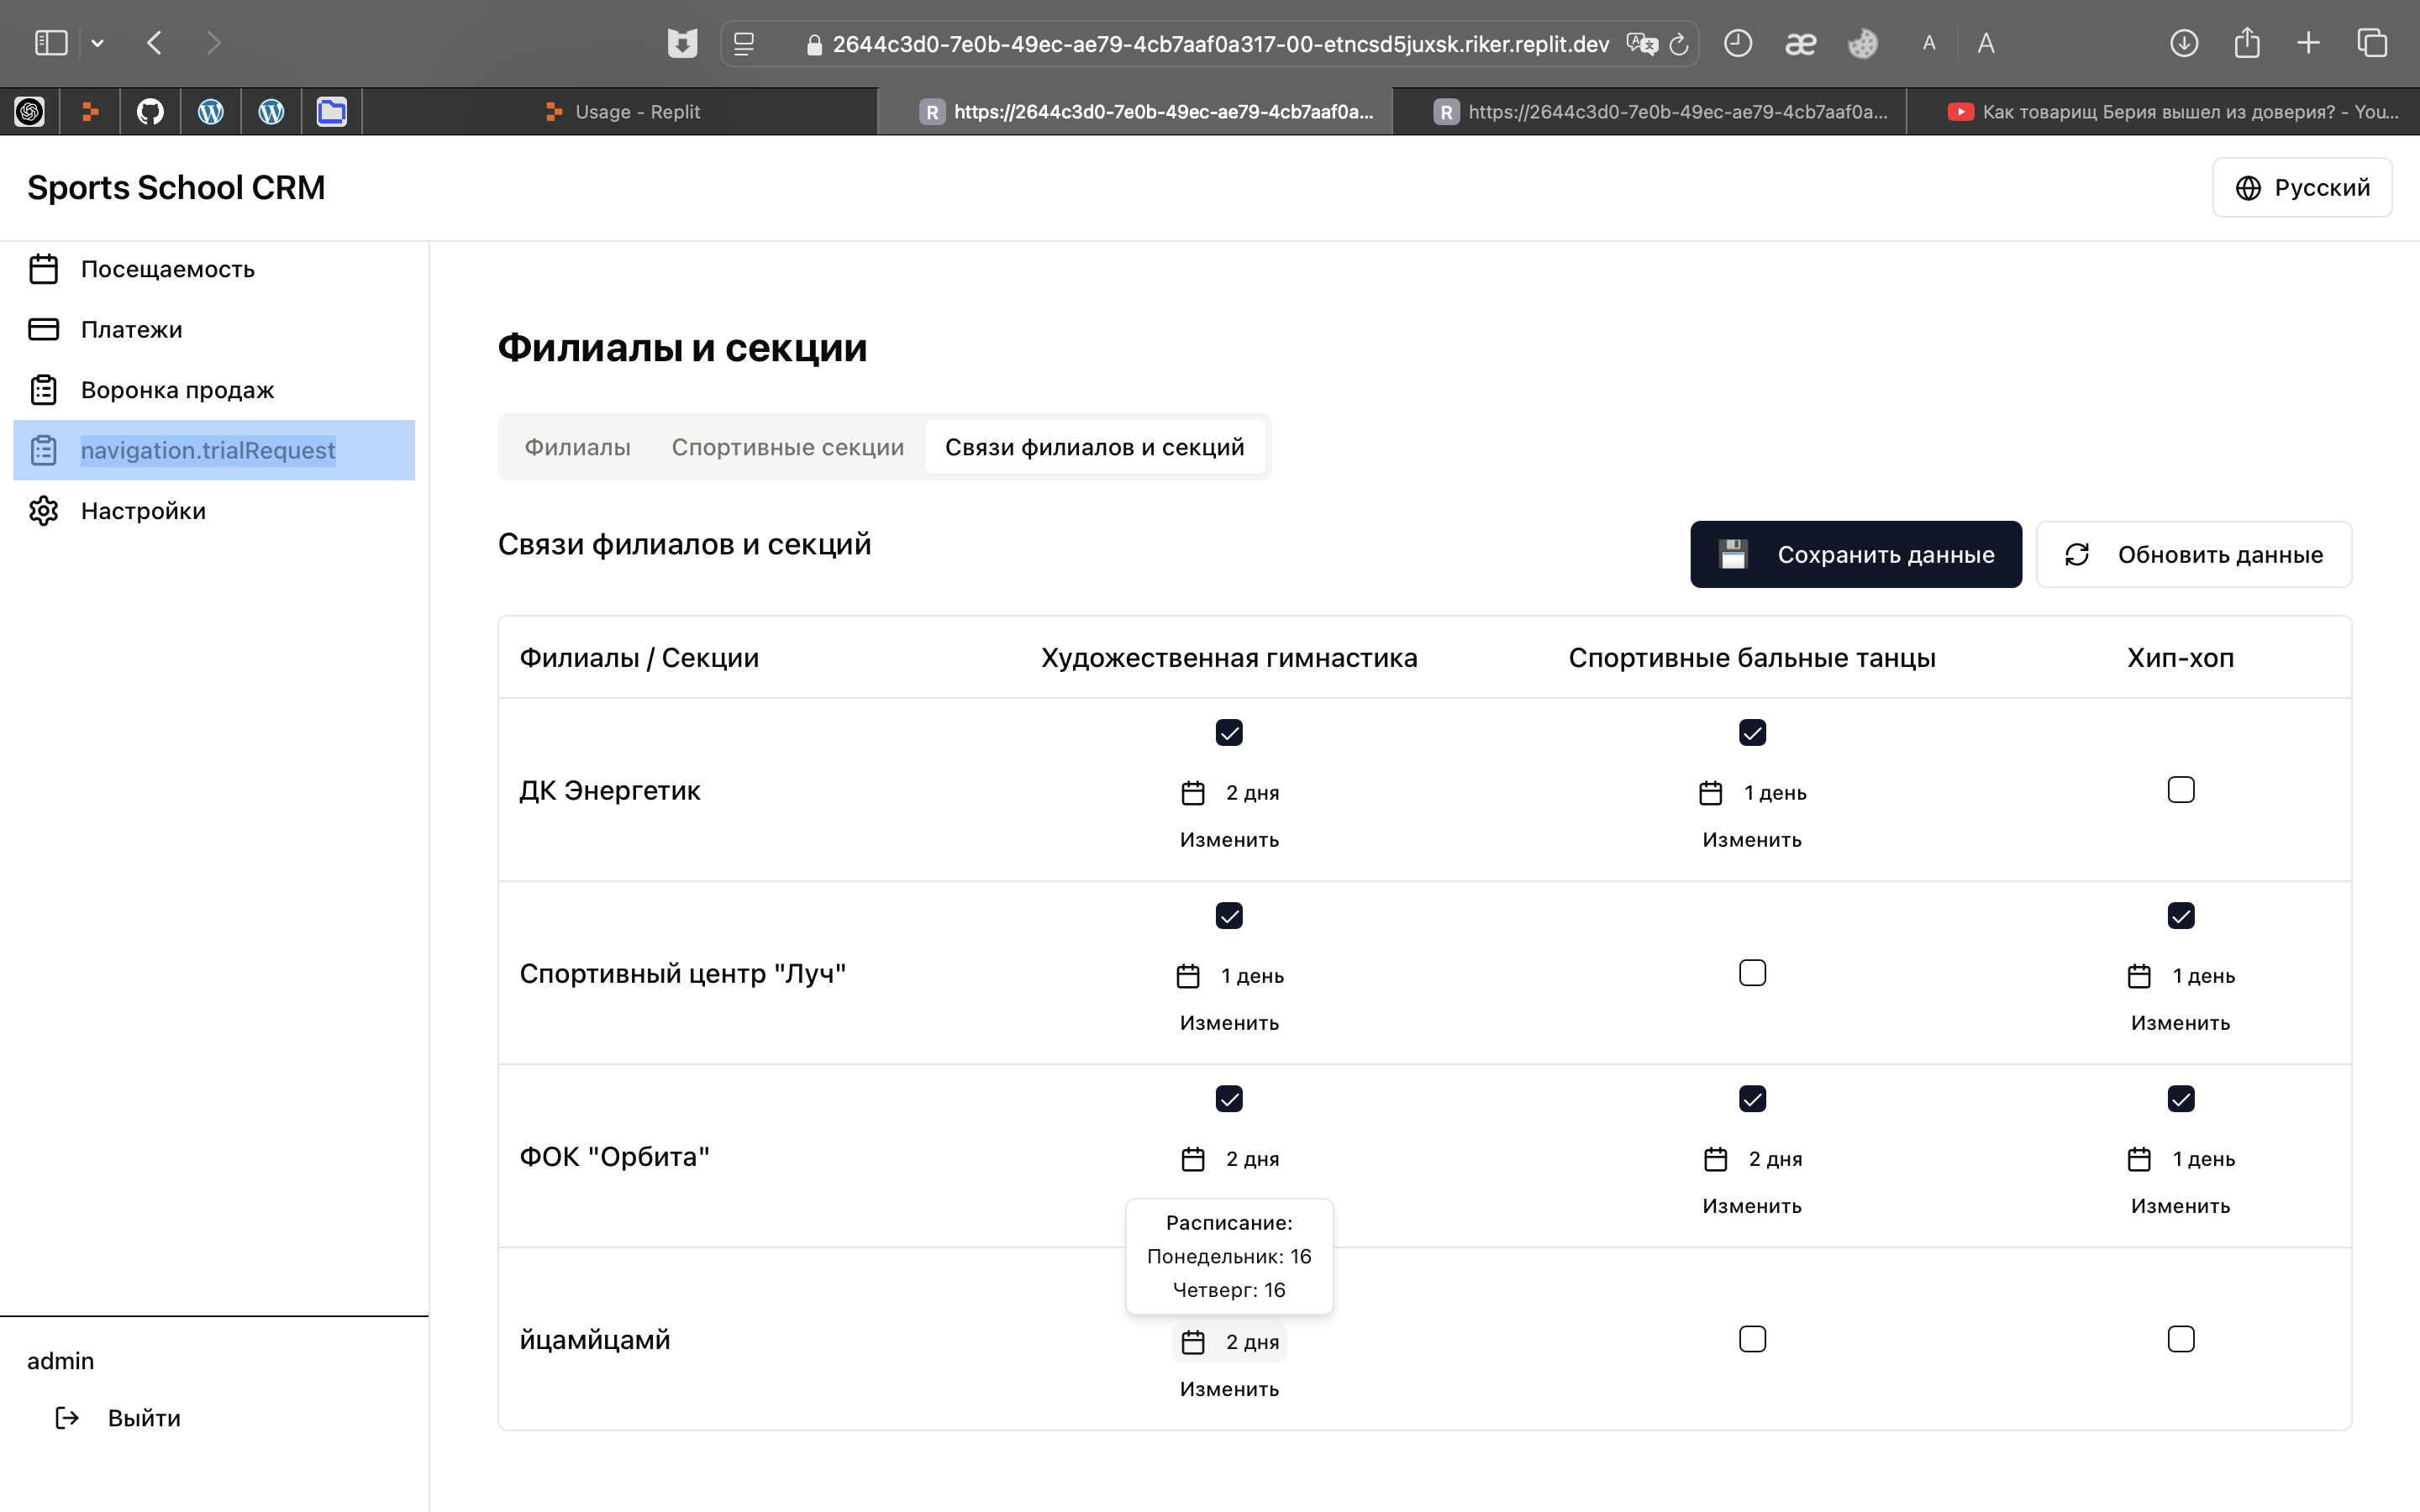 2644c3d0-7e0b-49ec-ae79-4cb7aaf0a317-00-etncsd5juxsk.riker.replit.dev
Usage - Replit
https://2644c3d0-7e0b-49ec-ae79-4cb7aaf0a...
https://2644c3d0-7e0b-49ec-ae79-4cb7aaf0a...
Как товарищ Берия вышел из доверия? - You...
Sports School CRM
Русский
Посещаемость
Платежи
Воронка продаж
navigation.trialRequest
Настройки
admin
Выйти
Филиалы и секции
Филиалы Спортивные секции Связи филиалов и секций
Связи филиалов и секций
Сохранить данные Обновить данные
Филиалы / Секции Художественная гимнастика Спортивные бальные танцы Хип-хоп
ДК Энергетик
2 дня 1 день
Изменить Изменить
Спортивный центр "Луч"
1 день 1 день
Изменить Изменить
ФОК "Орбита"
2 дня 2 дня 1 день
Изменить Изменить
Расписание:
Понедельник: 16
Четверг: 16
йцамйцамй
2 дня
Изменить